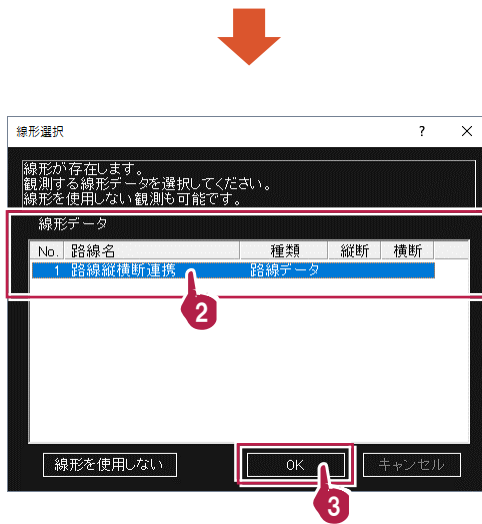 線形選択 ? ×
線形が存在します。
観測する線形データを選択してください。
線形を使用しない観測も可能です。
線形データ
No. 路線名 種類 縦断 横断
1 路線縦横断連携 路線データ
2
線形を使用しない OK キャンセル
3